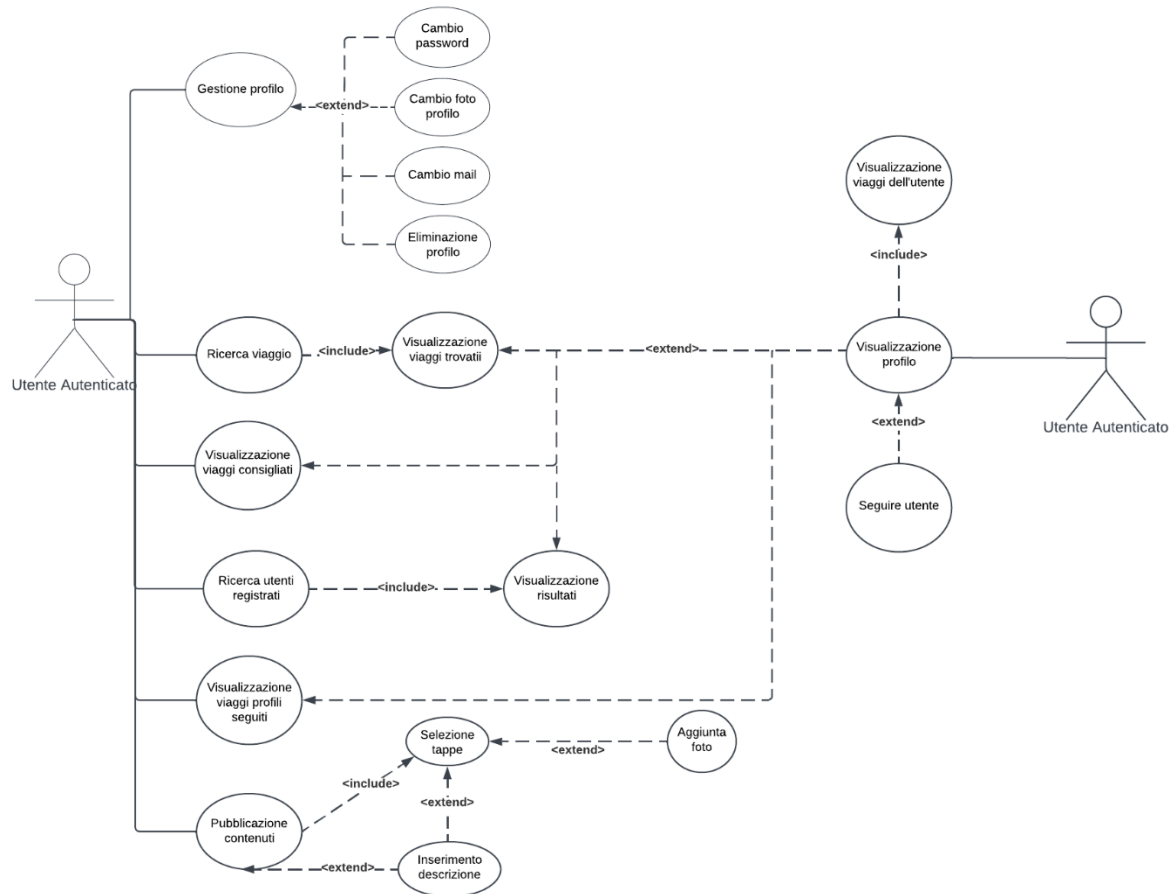 Cambio
password
Gestione profilo
<extend>
Cambio foto
profilo
Cambio mail
Eliminazione
profilo
Visualizzazione
viaggi dell'utente
<include>
Utente Autenticato
Ricerca viaggio
<include>
Visualizzazione
viaggi trovatii
<extend>
Visualizzazione
profilo
Utente Autenticato
<extend>
Seguire utente
Visualizzazione
viaggi consigliati
Ricerca utenti
registrati
<include>
Visualizzazione
risultati
Visualizzazione
viaggi profili
seguiti
Selezione
tappe
<extend>
Aggiunta
foto
<include>
<extend>
Pubblicazione
contenuti
<extend>
Inserimento
descrizione